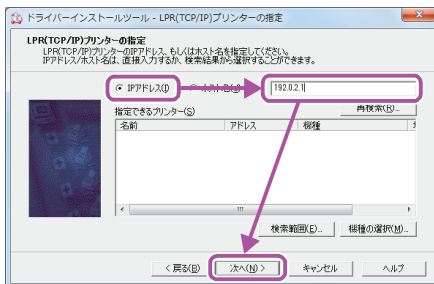 ドライバーインストールツール - LPR(TCP/IP)プリンターの指定
LPR(TCP/IP)プリンターの指定
LPR(TCP/IP)プリンターのIPアドレス、もしくはホスト名を指定してください。
IPアドレス/ホスト名は、直接入力するか、検索結果から選択することができます。
IPアドレス(I) 192.0.2.1
指定できるプリンター(S) 再検索(R)...
名前 アドレス 機種
検索範囲(E)... 機種の選択(M)...
< 戻る(B) 次へ(N) > キャンセル ヘルプ